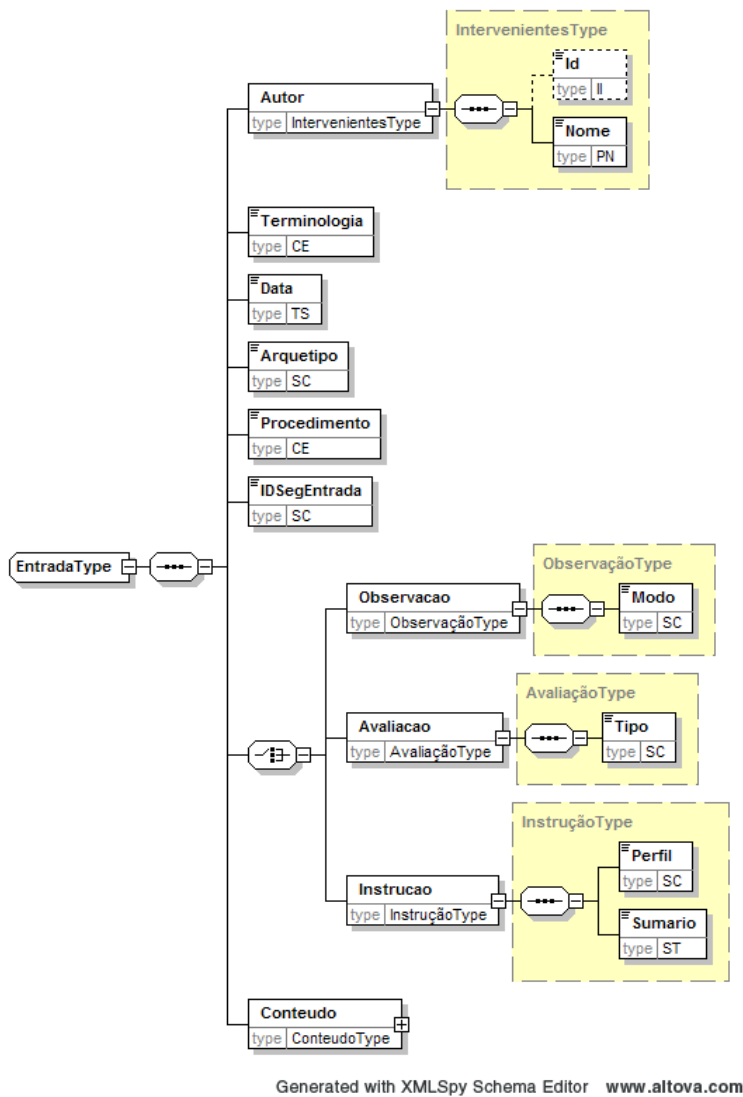 IntervenientesType
Id
type II
Autor
type IntervenientesType
Nome
type PN
Terminologia
type CE
Data
type TS
Arquetipo
type SC
Procedimento
type CE
IDSegEntrada
type SC
EntradaType
ObservaçãoType
Observacao
type ObservaçãoType
Modo
type SC
AvaliaçãoType
Avaliacao
type AvaliaçãoType
Tipo
type SC
InstruçãoType
Perfil
type SC
Instrucao
type InstruçãoType
Sumario
type ST
Conteudo
type ConteudoType
Generated with XMLSpy Schema Editor www.altova.com